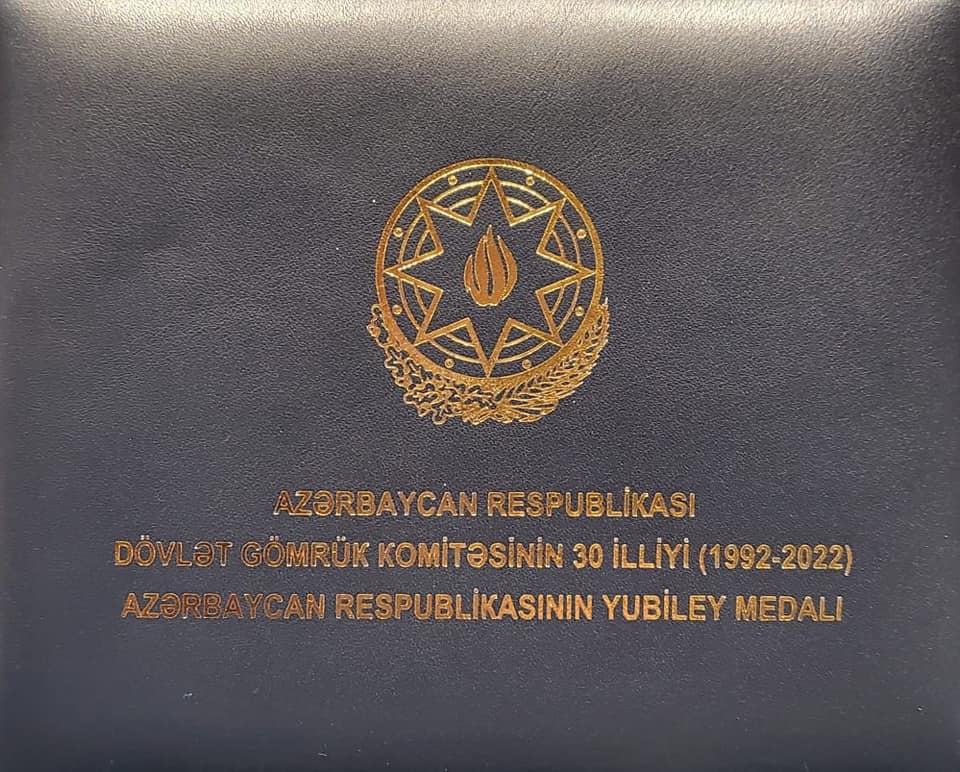 AZƏRBAYCAN RESPUBLİKASI
DÖVLƏT GÖMRÜK KOMİTƏSİNİN 30 İLLİYİ (1992-2022)
AZƏRBAYCAN RESPUBLİKASININ YUBİLEY MEDALI